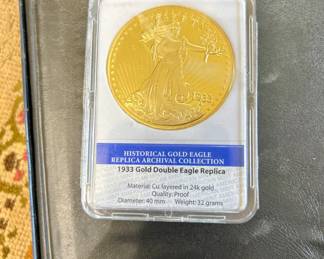 HISTORICAL GOLD EAGLE
REPLICA ARCHIVAL COLLECTION
1933 Gold Double Eagle Replica
Material: Cu layered in 24k gold
Quality: Proof
Diameter: 40 mm Weight: 32 grams